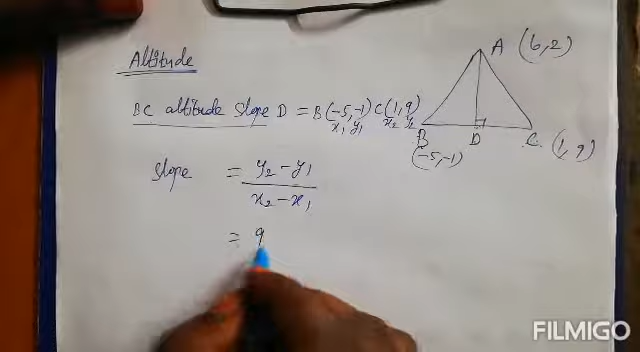 Altitude
A (6,2)
BC altitude slope D = B(-5,-1) C(1,9)
x₁ y₁ x₂ y₂
B D C (1,9)
(-5,-1)
slope = y₂-y₁
x₂-x₁
= 9
FILMIGO